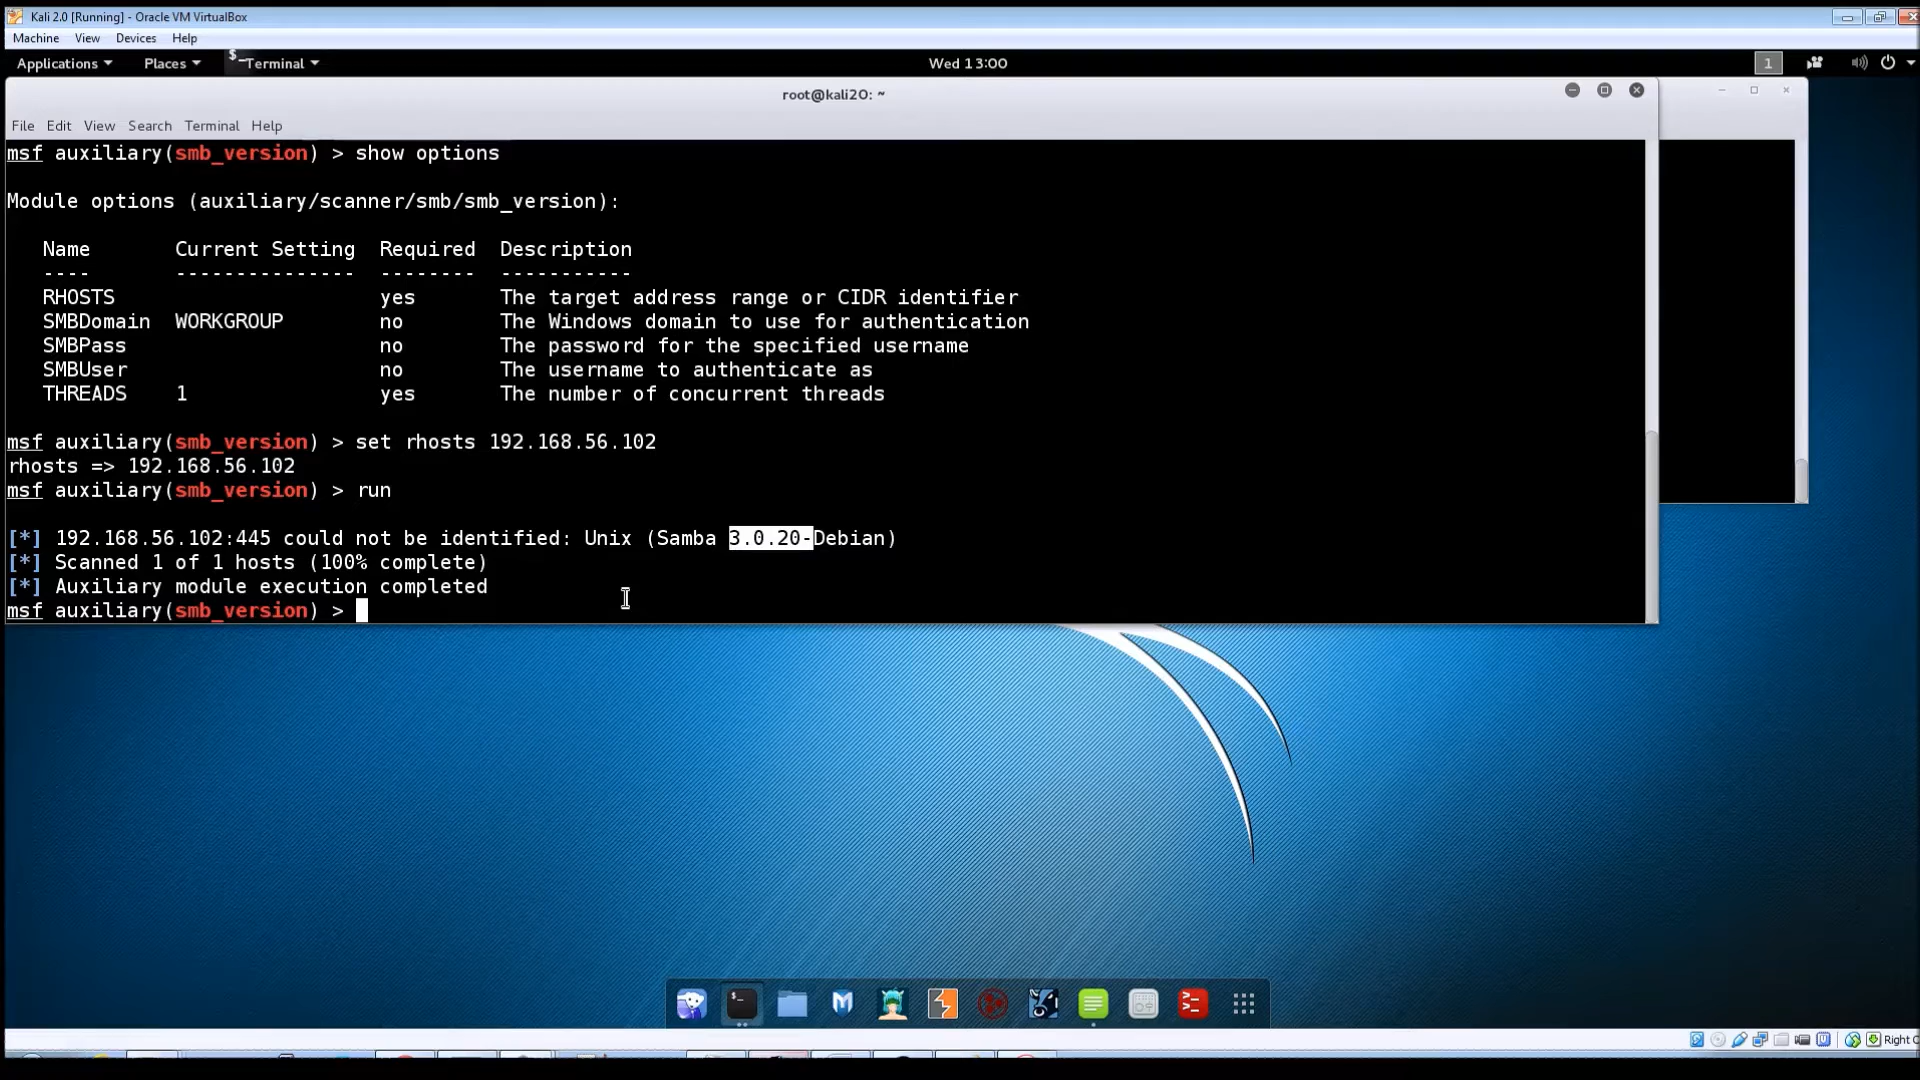 Kali 2.0 [Running] - Oracle VM VirtualBox
Machine View Devices Help
Applications Places Terminal Wed 13:00 1
root@kali20: ~
File Edit View Search Terminal Help
msf auxiliary(smb_version) > show options
Module options (auxiliary/scanner/smb/smb_version):
Name Current Setting Required Description
---- --------------- -------- -----------
RHOSTS yes The target address range or CIDR identifier
SMBDomain WORKGROUP no The Windows domain to use for authentication
SMBPass no The password for the specified username
SMBUser no The username to authenticate as
THREADS 1 yes The number of concurrent threads
msf auxiliary(smb_version) > set rhosts 192.168.56.102
rhosts => 192.168.56.102
msf auxiliary(smb_version) > run
[*] 192.168.56.102:445 could not be identified: Unix (Samba 3.0.20-Debian)
[*] Scanned 1 of 1 hosts (100% complete)
[*] Auxiliary module execution completed
msf auxiliary(smb_version) >
Right C